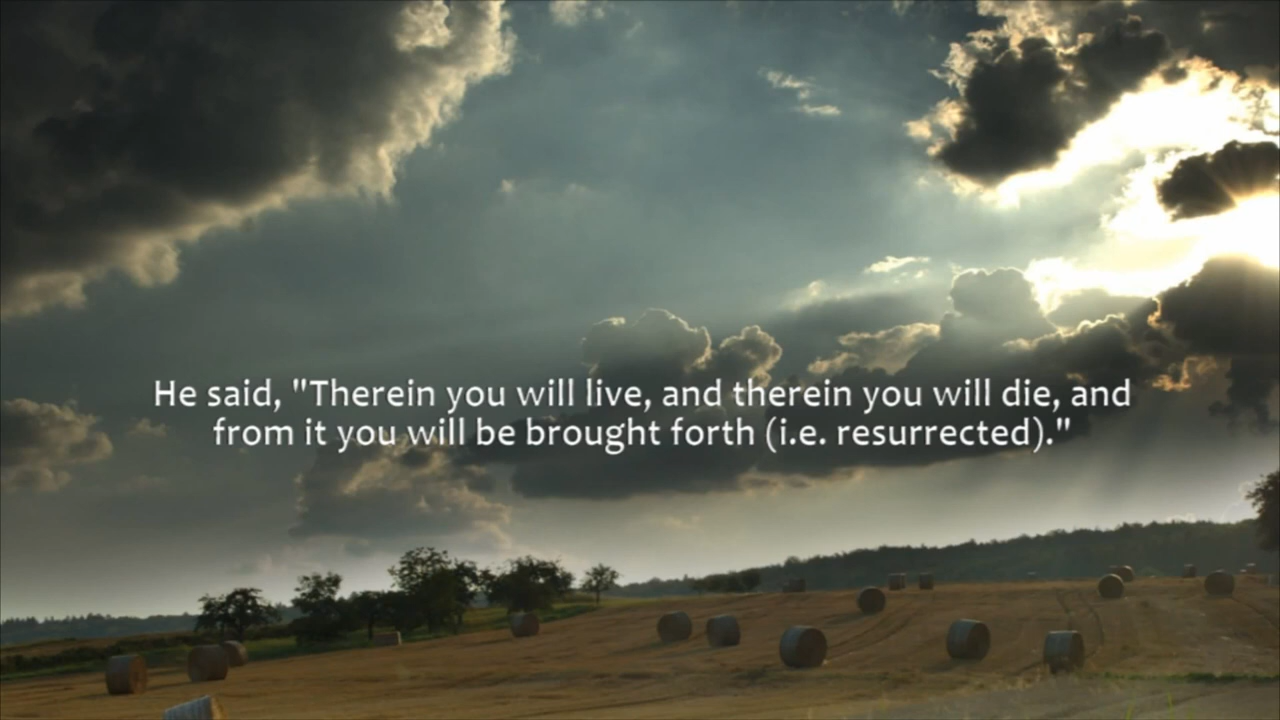 He said, "Therein you will live, and therein you will die, and
from it you will be brought forth (i.e. resurrected)."